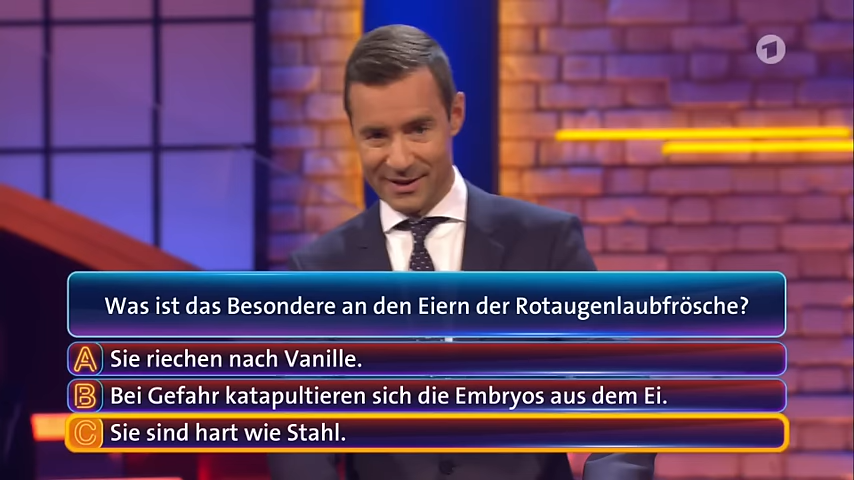 1
Was ist das Besondere an den Eiern der Rotaugenlaubfrösche?
A Sie riechen nach Vanille.
B Bei Gefahr katapultieren sich die Embryos aus dem Ei.
C Sie sind hart wie Stahl.